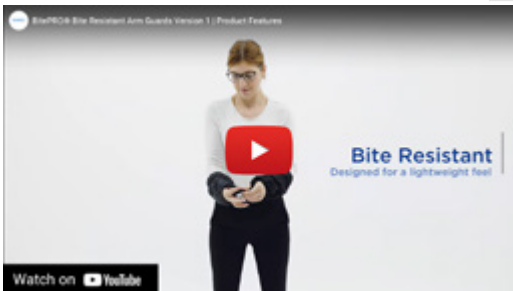 BitePRO® Bite Resistant Arm Guards Version 1 | Product Features
Bite Resistant
Designed for a lightweight feel
Watch on YouTube